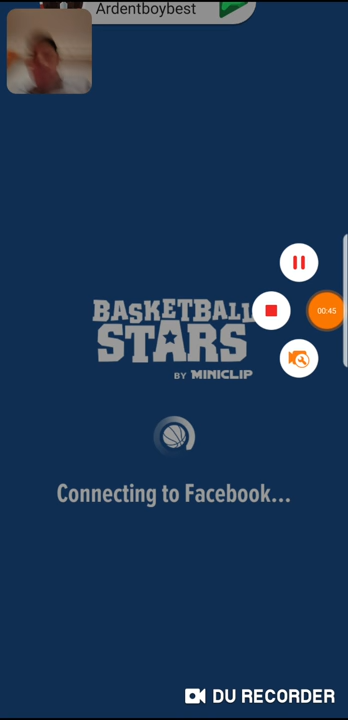 Ardentboybest
BASKETBALL
STARS
BY MINICLIP
00:45
Connecting to Facebook...
DU RECORDER